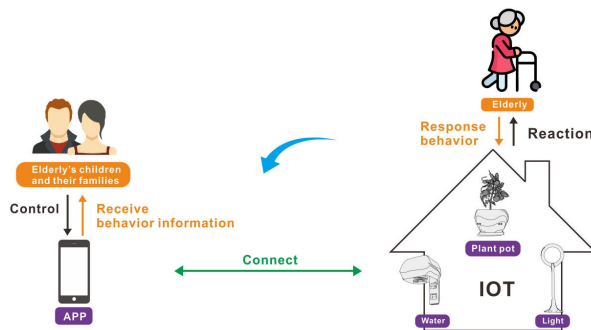 Elderly
Response
behavior
Reaction
Elderly's children
and their families
Control
Receive
behavior information
Plant pot
Connect
IOT
APP
Water
Light